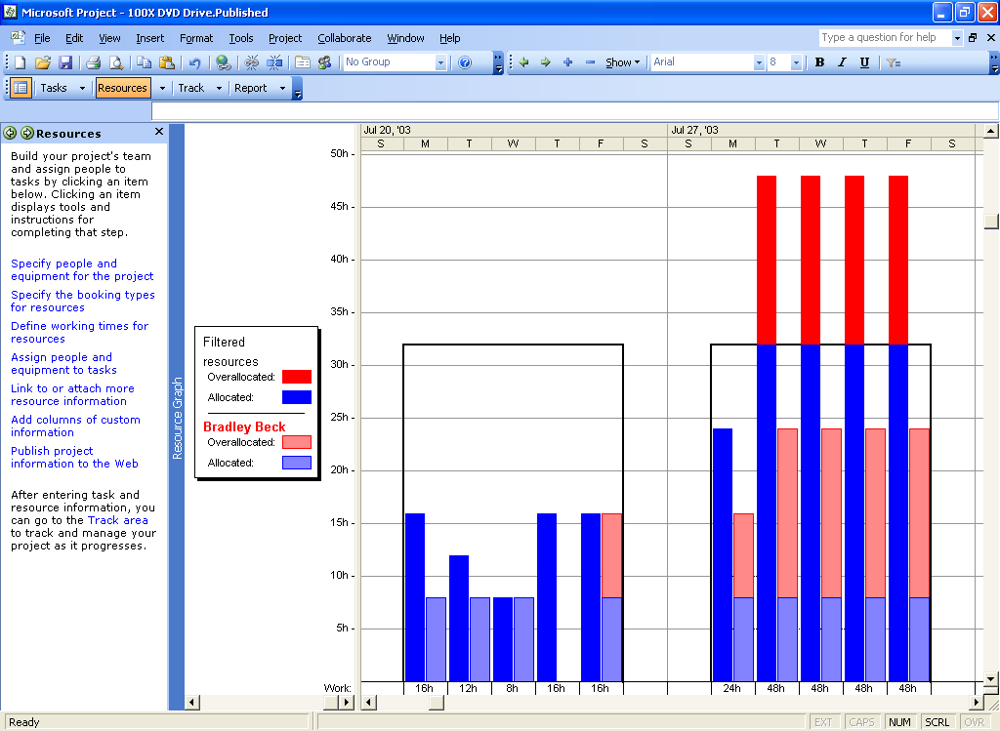 Microsoft Project - 100X DVD Drive.Published
File Edit View Insert Format Tools Project Collaborate Window Help
Type a question for help
No Group
Show
Arial
8
B I U
Tasks Resources Track Report
Resources
Build your project's team
and assign people to
tasks by clicking an item
below. Clicking an item
displays tools and
instructions for
completing that step.
Specify people and
equipment for the project
Specify the booking types
for resources
Define working times for
resources
Assign people and
equipment to tasks
Link to or attach more
resource information
Add columns of custom
information
Publish project
information to the Web
After entering task and
resource information, you
can go to the Track area
to track and manage your
project as it progresses.
Resource Graph
Filtered
resources
Overallocated:
Allocated:
Bradley Beck
Overallocated:
Allocated:
Jul 20, '03 Jul 27, '03
S M T W T F S S M T W T F S
50h
45h
40h
35h
30h
25h
20h
15h
10h
5h
Work: 16h 12h 8h 16h 16h 24h 48h 48h 48h 48h
Ready
EXT CAPS NUM SCRL OVR